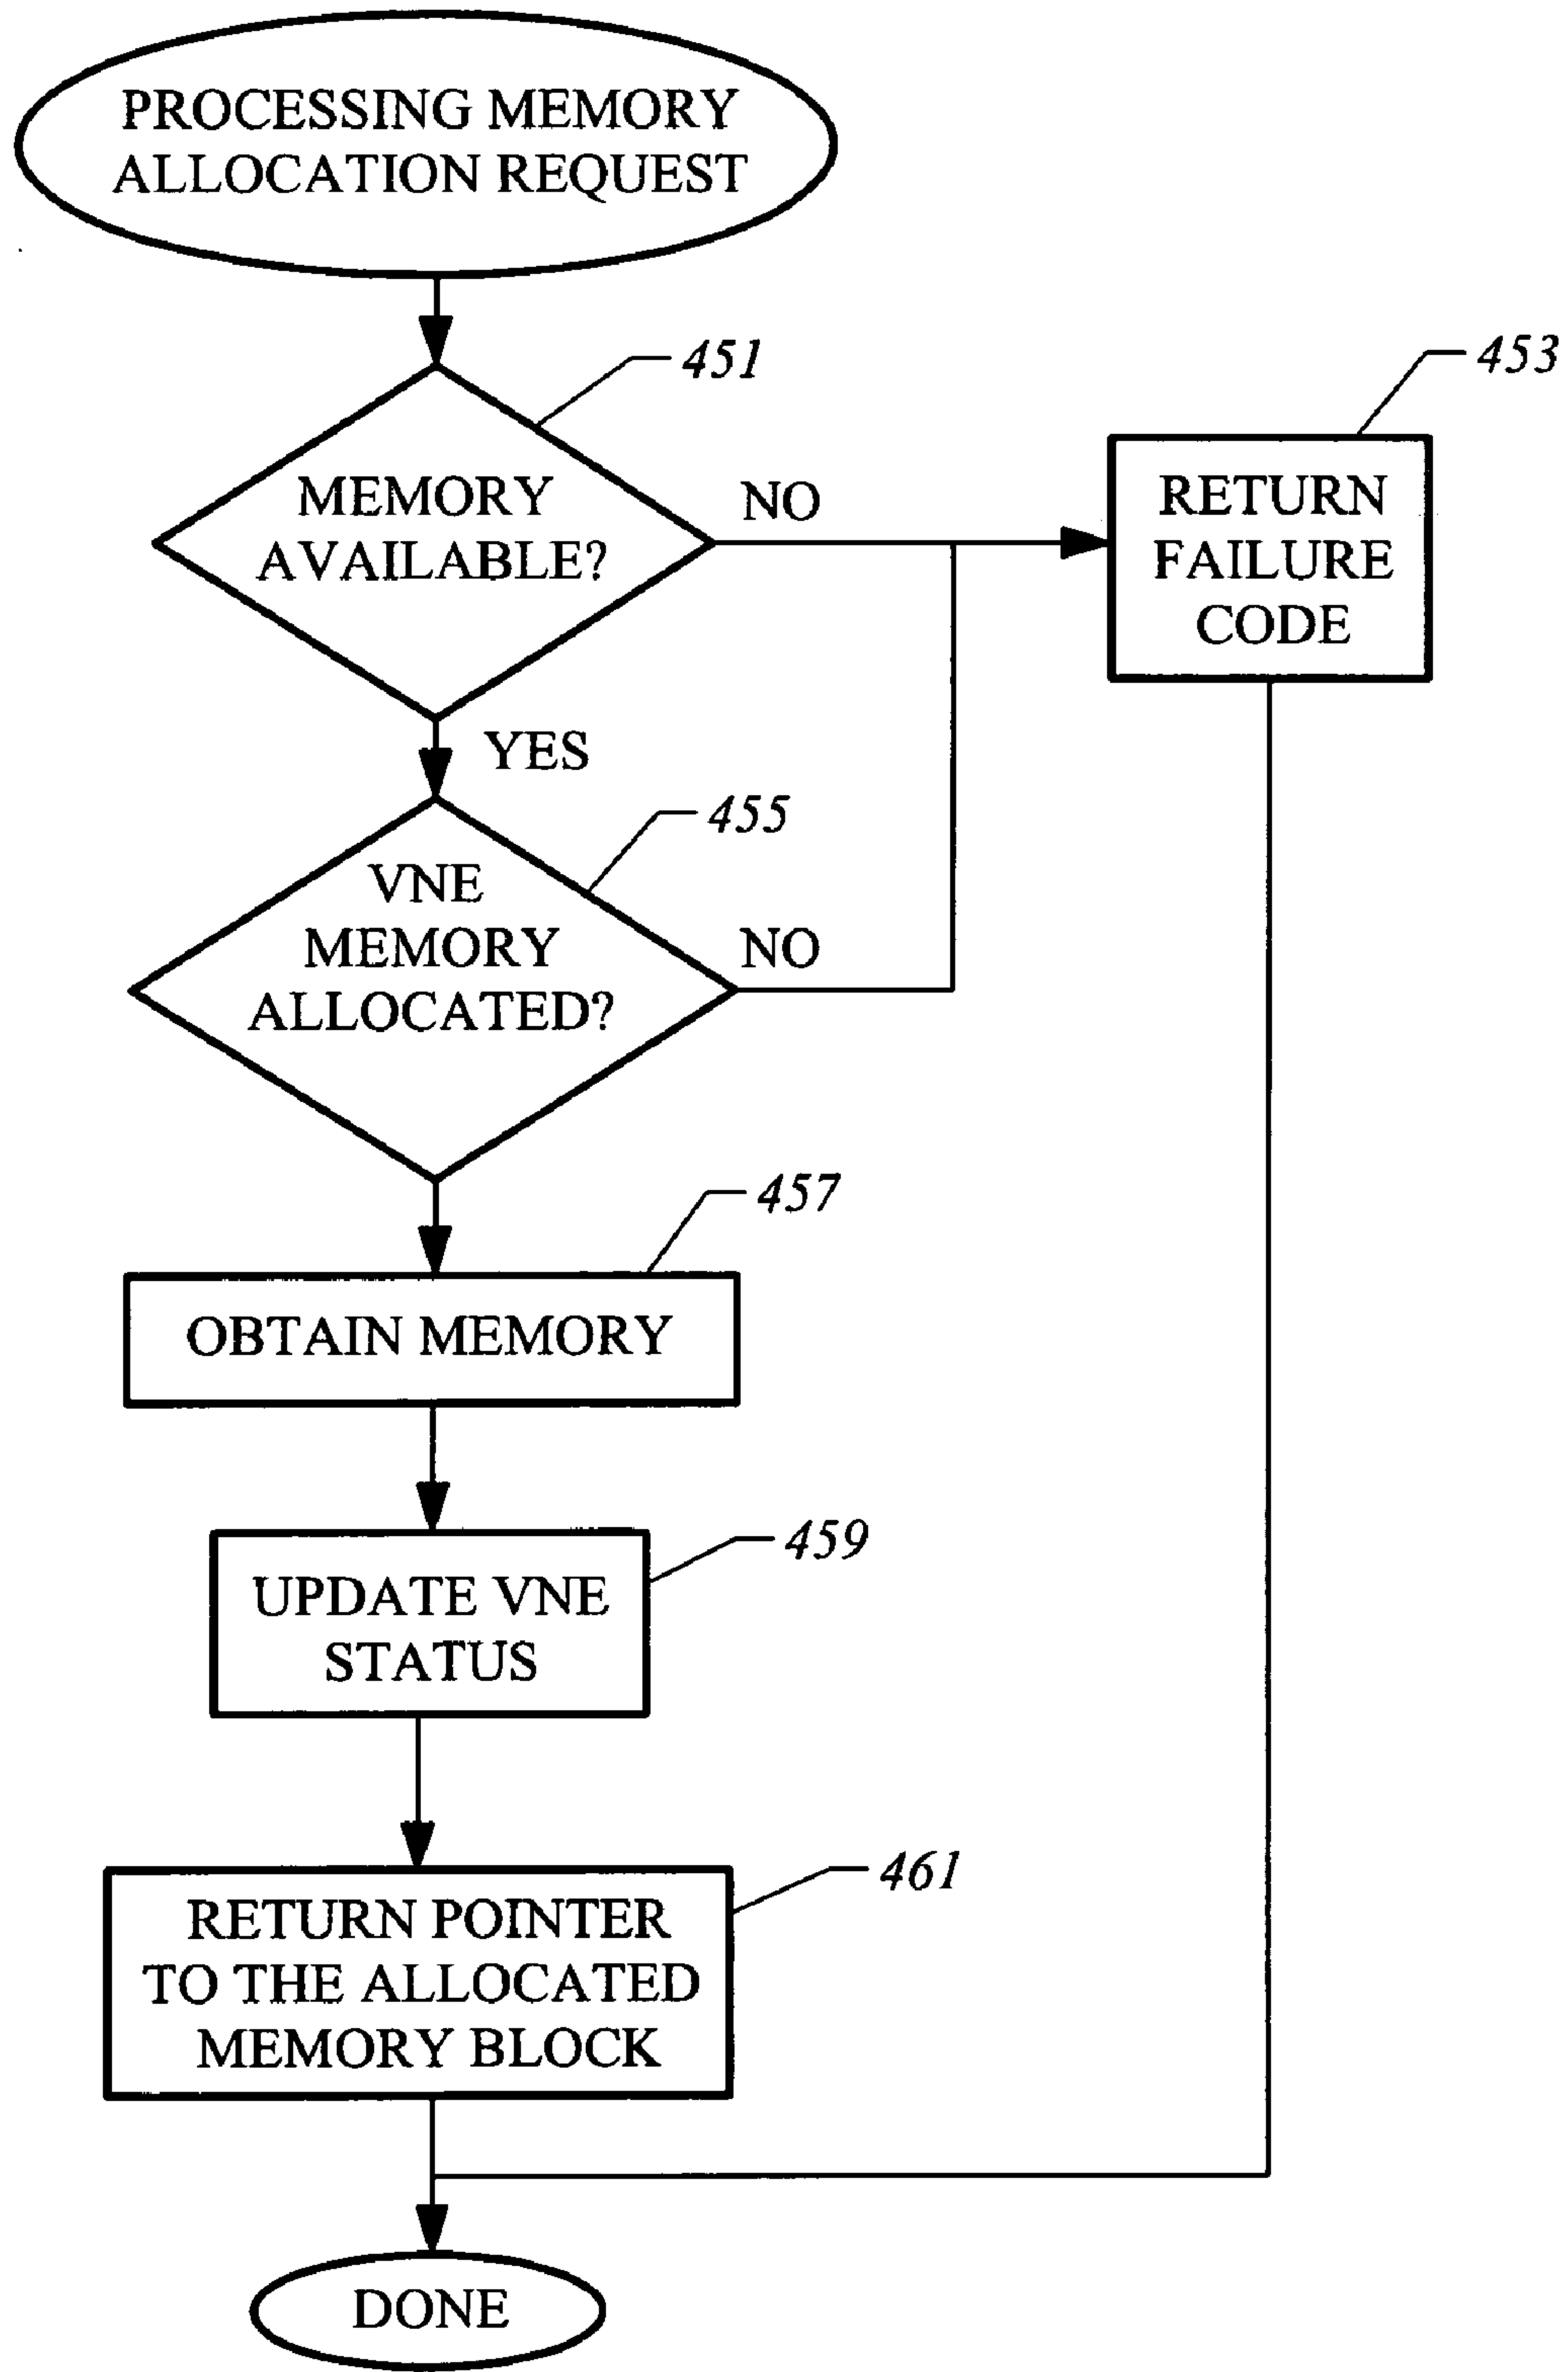 PROCESSING MEMORY
ALLOCATION REQUEST
451
453
MEMORY
AVAILABLE?
NO
RETURN
FAILURE
CODE
YES
455
VNE
MEMORY
ALLOCATED?
NO
457
OBTAIN MEMORY
459
UPDATE VNE
STATUS
461
RETURN POINTER
TO THE ALLOCATED
MEMORY BLOCK
DONE